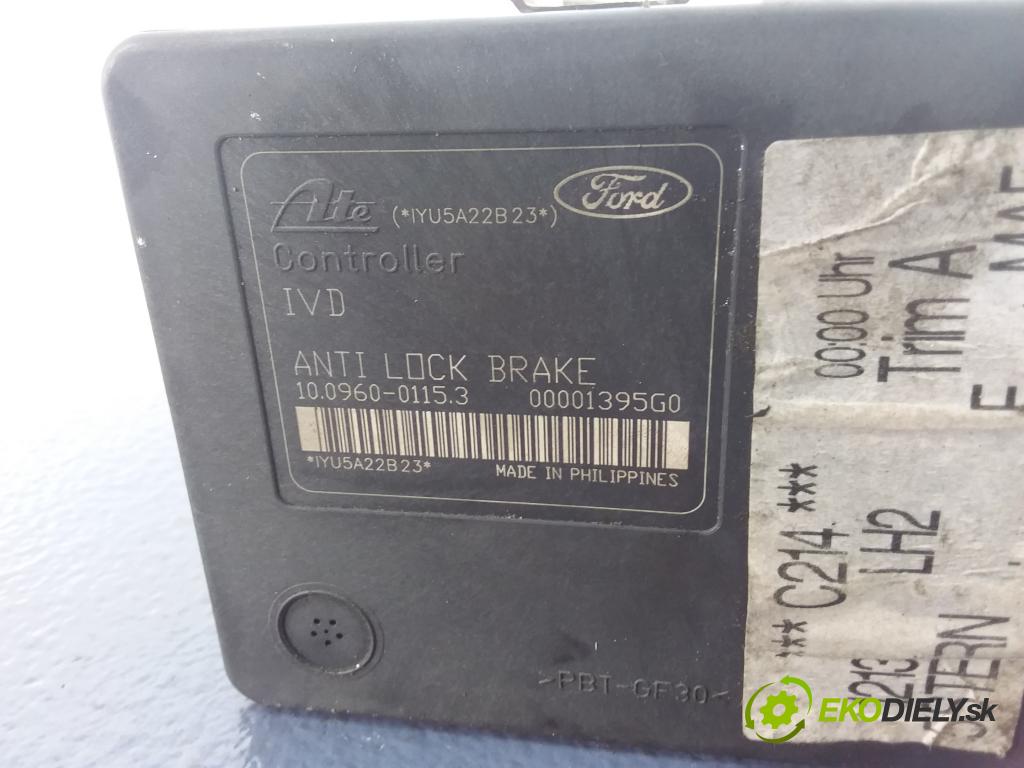 Ate (*IYU5A22B23*) Ford
Controller
IVD
ANTI LOCK BRAKE
10.0960-0115.3 00001395G0
*IYU5A22B23* MADE IN PHILIPPINES
>PBT-GF30<
00:00 Uhr
Trim A
*** C214 ***
LH2
213
EKODIELY.sk